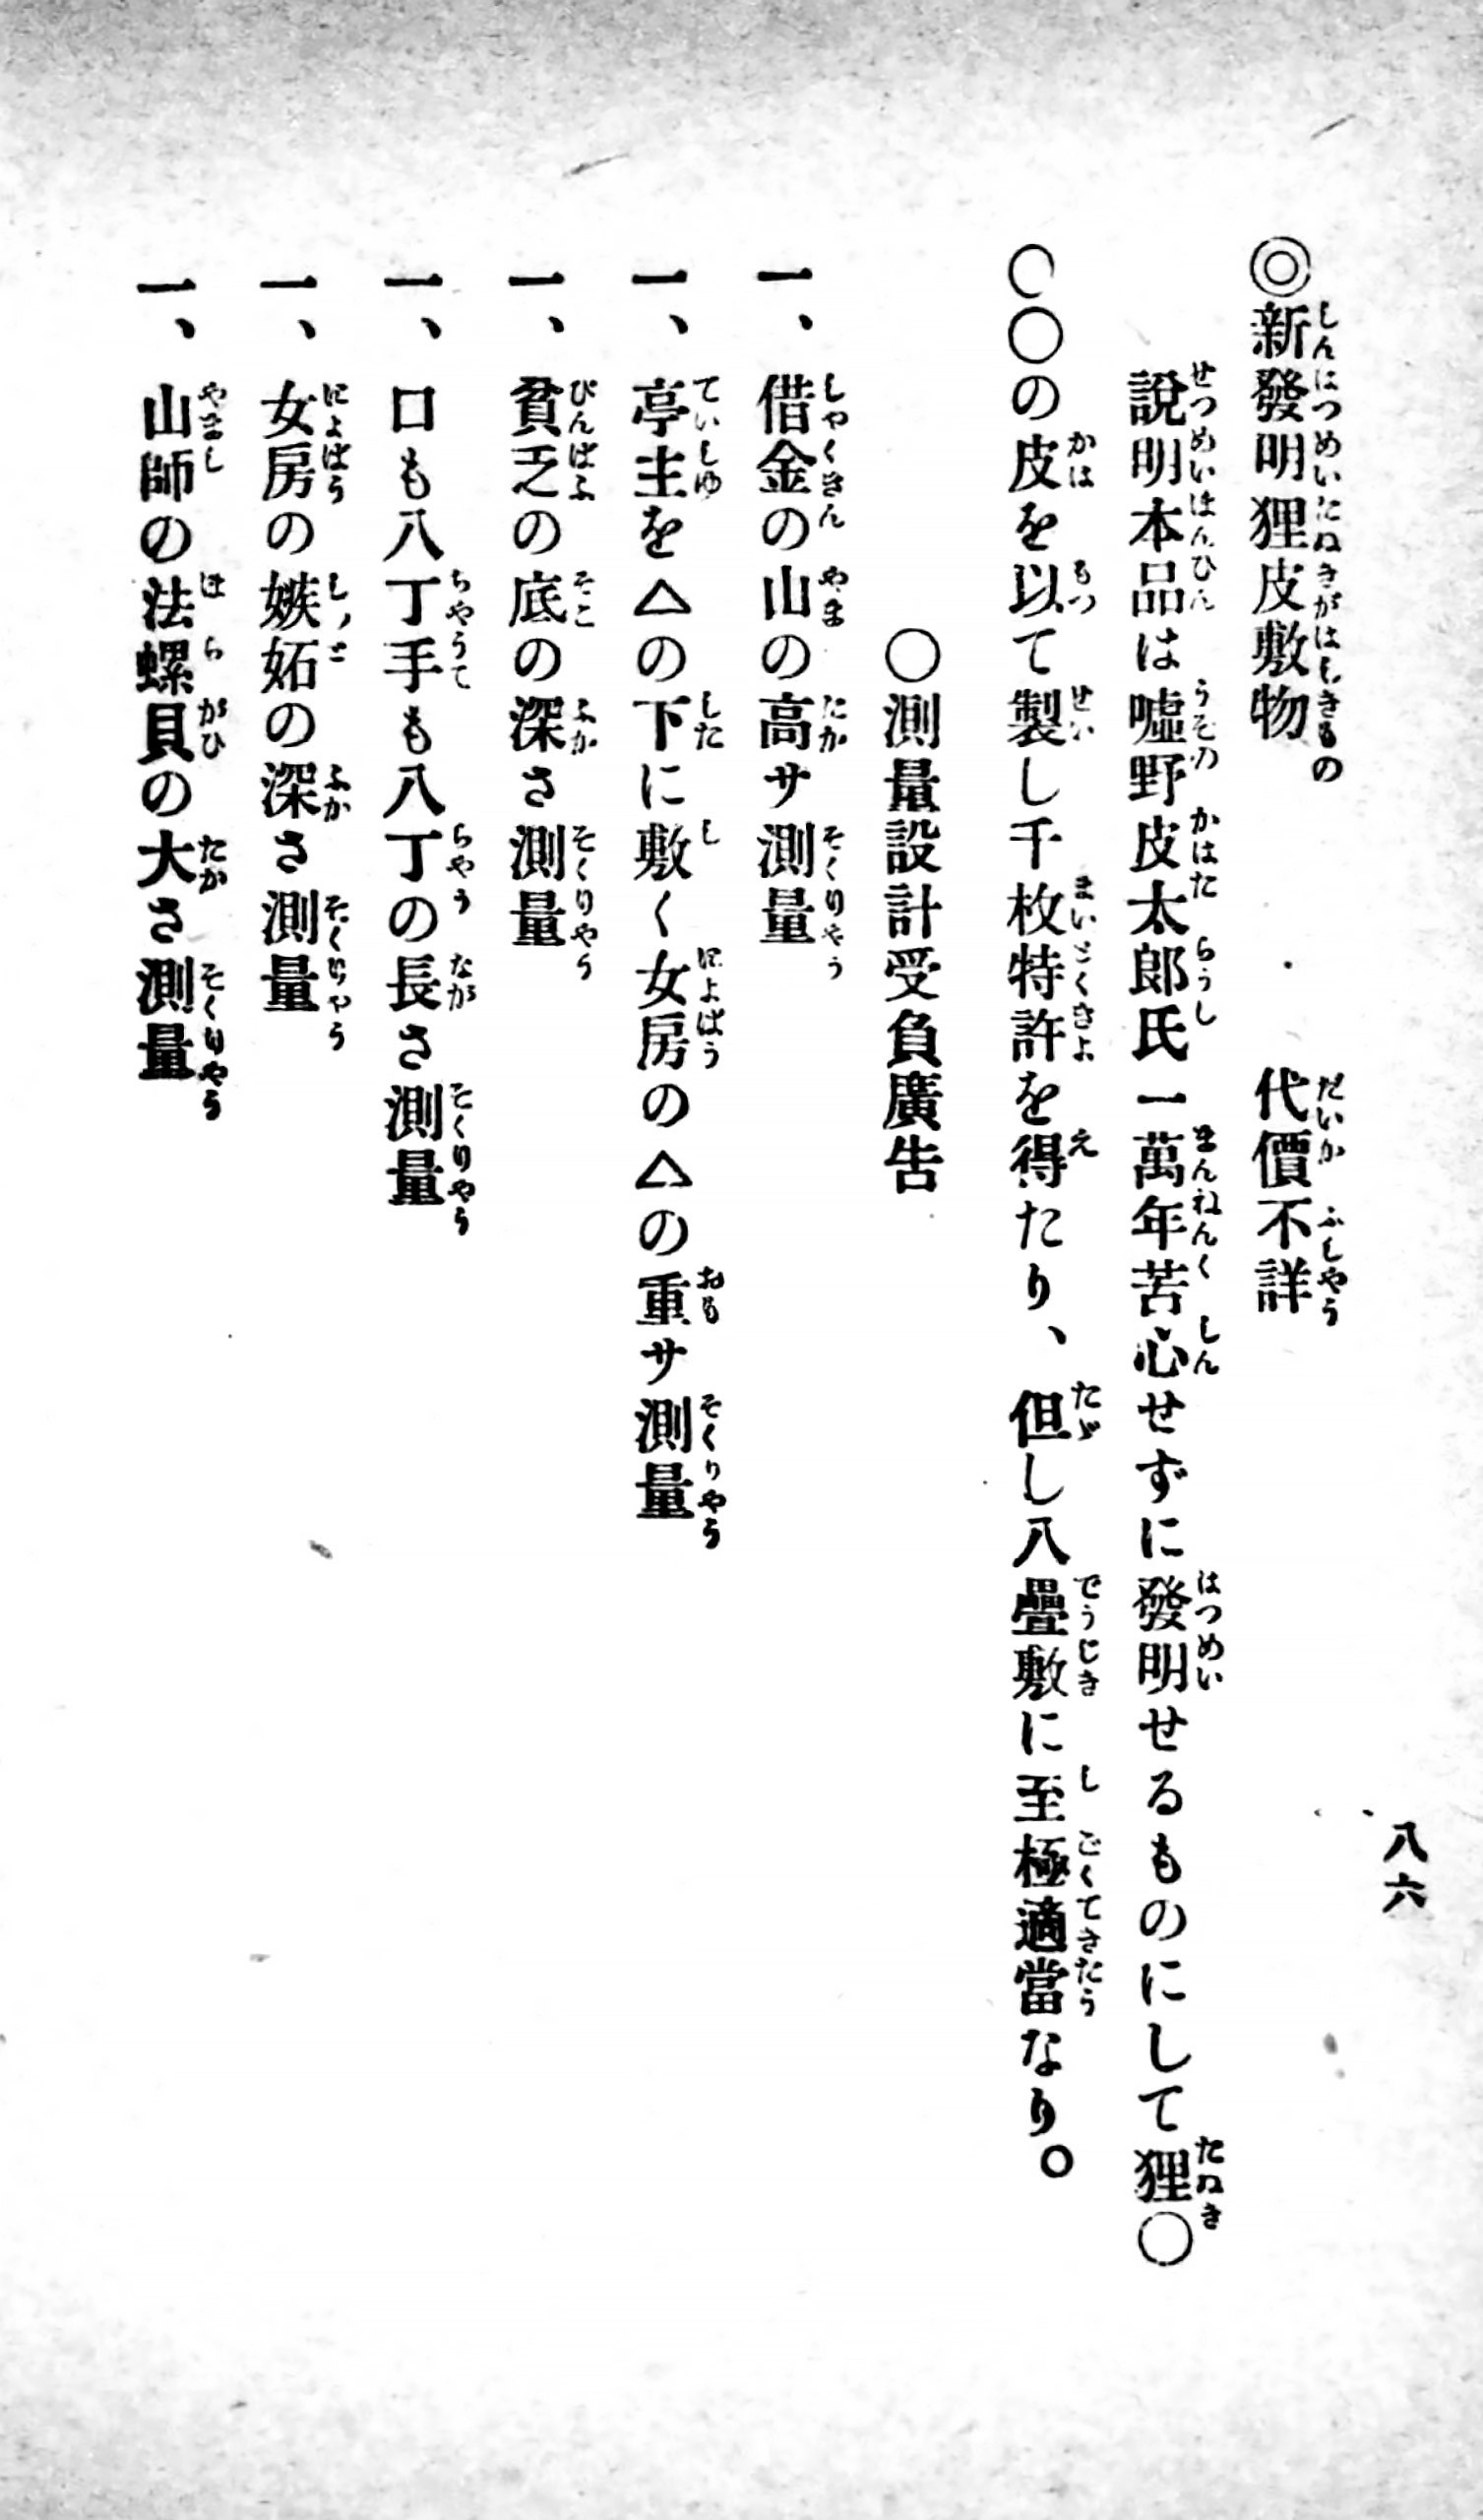 八六
◎新發明狸皮敷物　代價不詳
說明本品は嘘野皮太郎氏一萬年苦心せずに發明せるものにして狸〇
〇〇の皮を以て製し千枚特許を得たり、但し八疊敷に至極適當なり。
〇測量設計受負廣吿
一、借金の山の高サ測量
一、亭主を△の下に敷く女房の△の重サ測量
一、貧乏の底の深さ測量
一、口も八丁手も八丁の長さ測量
一、女房の嫉妬の深さ測量
一、山師の法螺貝の大さ測量